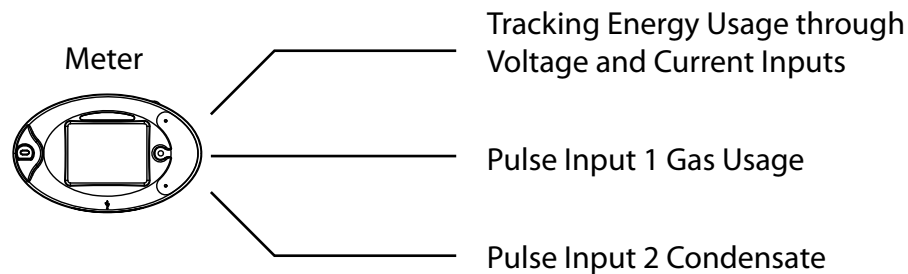 Meter
Tracking Energy Usage through
Voltage and Current Inputs
Pulse Input 1 Gas Usage
Pulse Input 2 Condensate